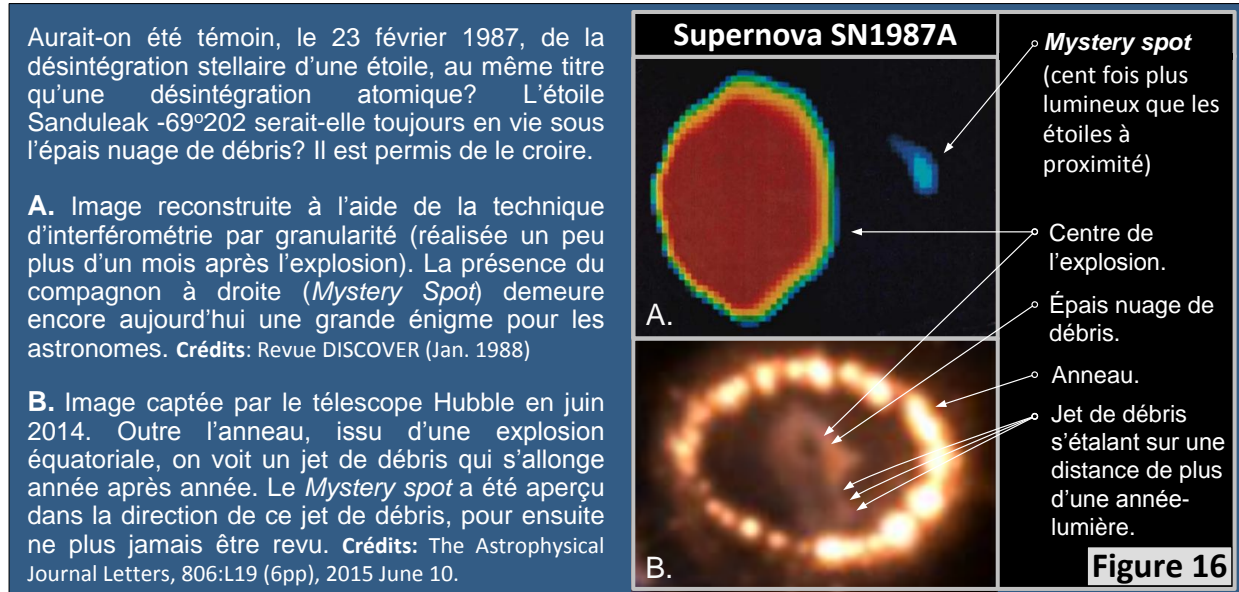 Aurait-on été témoin, le 23 février 1987, de la
désintégration stellaire d'une étoile, au même titre
qu'une désintégration atomique? L'étoile
Sanduleak -69º202 serait-elle toujours en vie sous
l'épais nuage de débris? Il est permis de le croire.
A. Image reconstruite à l'aide de la technique
d'interférométrie par granularité (réalisée un peu
plus d'un mois après l'explosion). La présence du
compagnon à droite (Mystery Spot) demeure
encore aujourd'hui une grande énigme pour les
astronomes. Crédits: Revue DISCOVER (Jan. 1988)
B. Image captée par le télescope Hubble en juin
2014. Outre l'anneau, issu d'une explosion
équatoriale, on voit un jet de débris qui s'allonge
année après année. Le Mystery spot a été aperçu
dans la direction de ce jet de débris, pour ensuite
ne plus jamais être revu. Crédits: The Astrophysical
Journal Letters, 806:L19 (6pp), 2015 June 10.
Supernova SN1987A
A.
B.
Mystery spot
(cent fois plus
lumineux que les
étoiles à
proximité)
Centre de
l'explosion.
Épais nuage de
débris.
Anneau.
Jet de débris
s'étalant sur une
distance de plus
d'une année-
lumière.
Figure 16